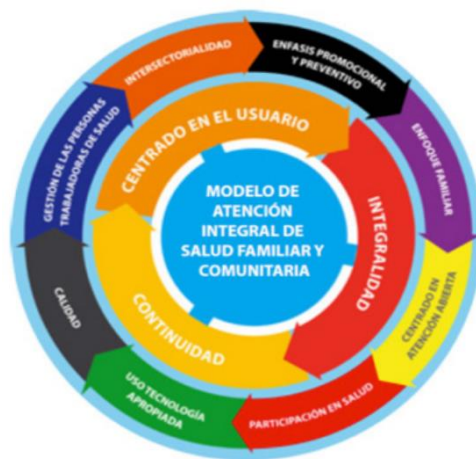 INTERSECTORIALIDAD
ENFASIS PROMOCIONAL
Y PREVENTIVO
ENFOQUE FAMILIAR
CENTRADO EN
ATENCIÓN ABIERTA
PARTICIPACIÓN EN SALUD
USO TECNOLOGÍA
APROPIADA
CALIDAD
GESTIÓN DE LAS PERSONAS
TRABAJADORAS DE SALUD
CENTRADO EN EL USUARIO
INTEGRALIDAD
CONTINUIDAD
MODELO DE
ATENCIÓN
INTEGRAL DE
SALUD FAMILIAR Y
COMUNITARIA